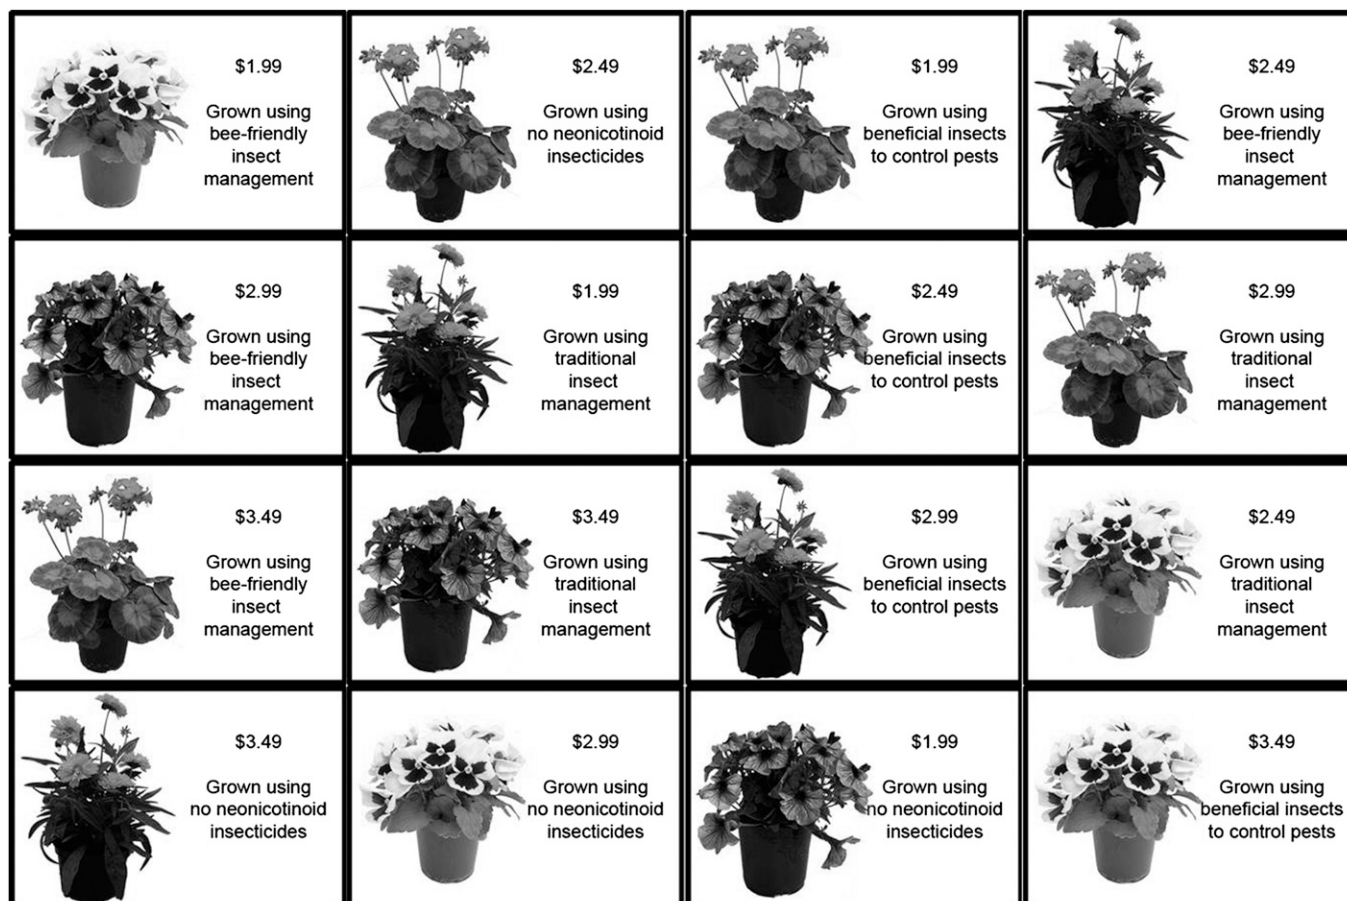 $1.99
Grown using
bee-friendly
insect
management
$2.49
Grown using
no neonicotinoid
insecticides
$1.99
Grown using
beneficial insects
to control pests
$2.49
Grown using
bee-friendly
insect
management
$2.99
Grown using
bee-friendly
insect
management
$1.99
Grown using
traditional
insect
management
$2.49
Grown using
beneficial insects
to control pests
$2.99
Grown using
traditional
insect
management
$3.49
Grown using
bee-friendly
insect
management
$3.49
Grown using
traditional
insect
management
$2.99
Grown using
beneficial insects
to control pests
$2.49
Grown using
traditional
insect
management
$3.49
Grown using
no neonicotinoid
insecticides
$2.99
Grown using
no neonicotinoid
insecticides
$1.99
Grown using
no neonicotinoid
insecticides
$3.49
Grown using
beneficial insects
to control pests